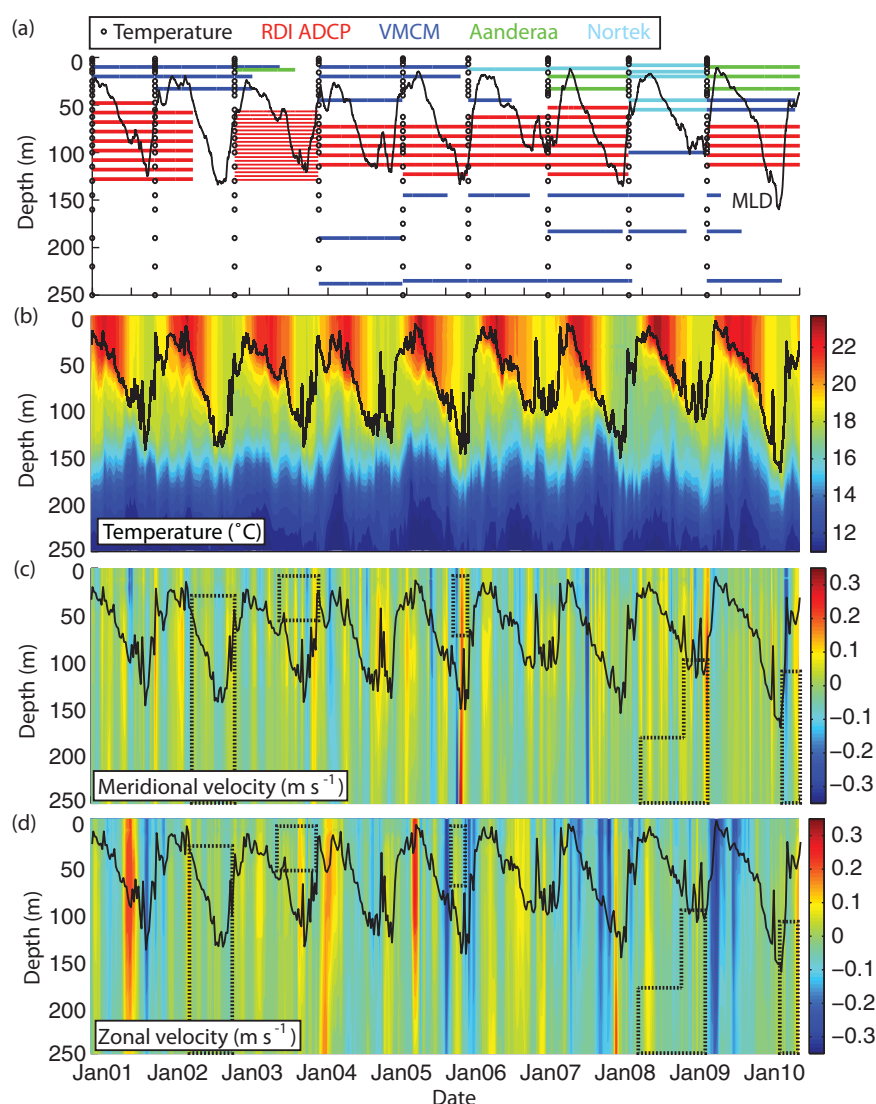 (a)
Temperature RDI ADCP VMCM Aanderaa Nortek
0
50
100
150
200
250
Depth (m)
MLD
(b)
0
50
100
150
200
250
Depth (m)
Temperature (˚C)
22
20
18
16
14
12
(c)
0
50
100
150
200
250
Depth (m)
Meridional velocity (m s⁻¹)
0.3
0.2
0.1
0
−0.1
−0.2
−0.3
(d)
0
50
100
150
200
250
Depth (m)
Zonal velocity (m s⁻¹)
0.3
0.2
0.1
0
−0.1
−0.2
−0.3
Jan01 Jan02 Jan03 Jan04 Jan05 Jan06 Jan07 Jan08 Jan09 Jan10
Date